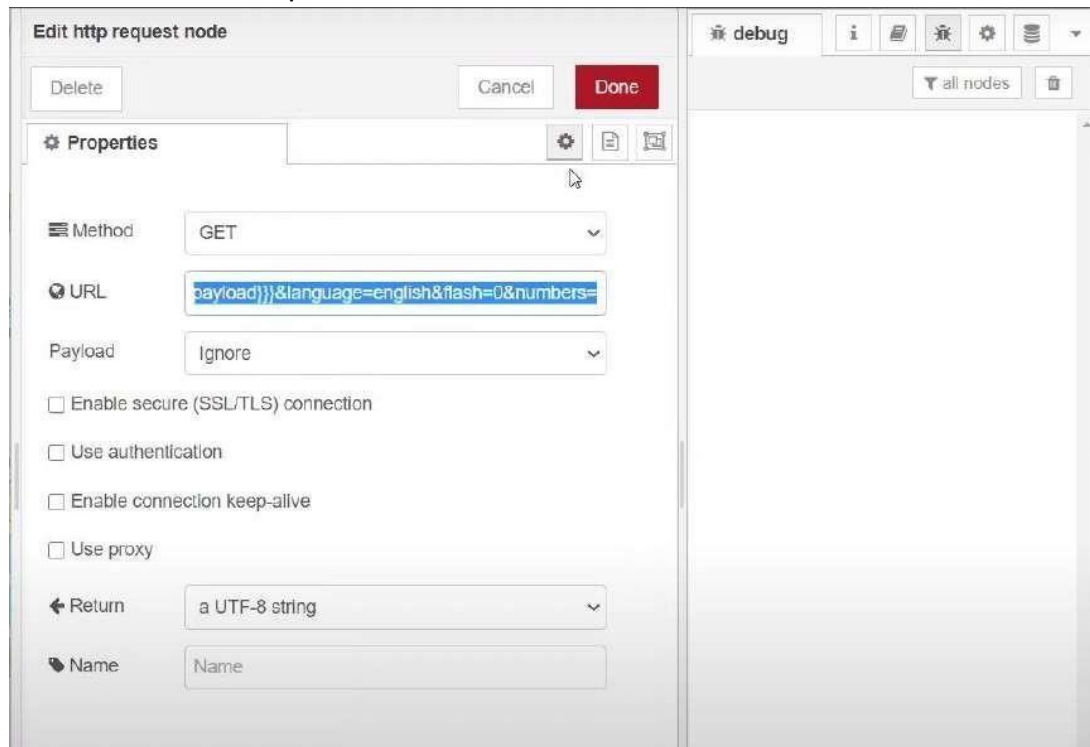 Edit http request node
debug
i
Delete
Cancel
Done
all nodes
Properties
Method
GET
URL
payload}}}&language=english&flash=0&numbers=
Payload
Ignore
Enable secure (SSL/TLS) connection
Use authentication
Enable connection keep-alive
Use proxy
Return
a UTF-8 string
Name
Name